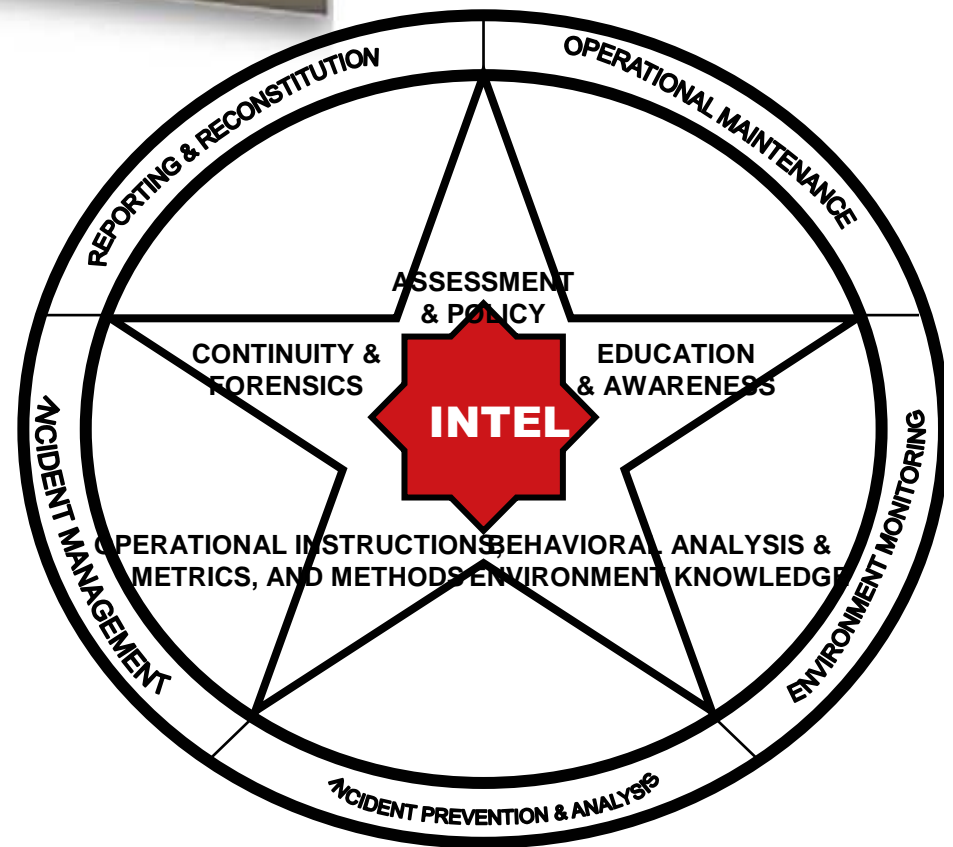 OPERATIONAL MAINTENANCE
REPORTING & RECONSTITUTION
ASSESSMENT
& POLICY
CONTINUITY &
FORENSICS
EDUCATION
& AWARENESS
INTEL
INCIDENT MANAGEMENT
ENVIRONMENT MONITORING
OPERATIONAL INSTRUCTIONS,
METRICS, AND METHODS
BEHAVIORAL ANALYSIS &
ENVIRONMENT KNOWLEDGE
INCIDENT PREVENTION & ANALYSIS